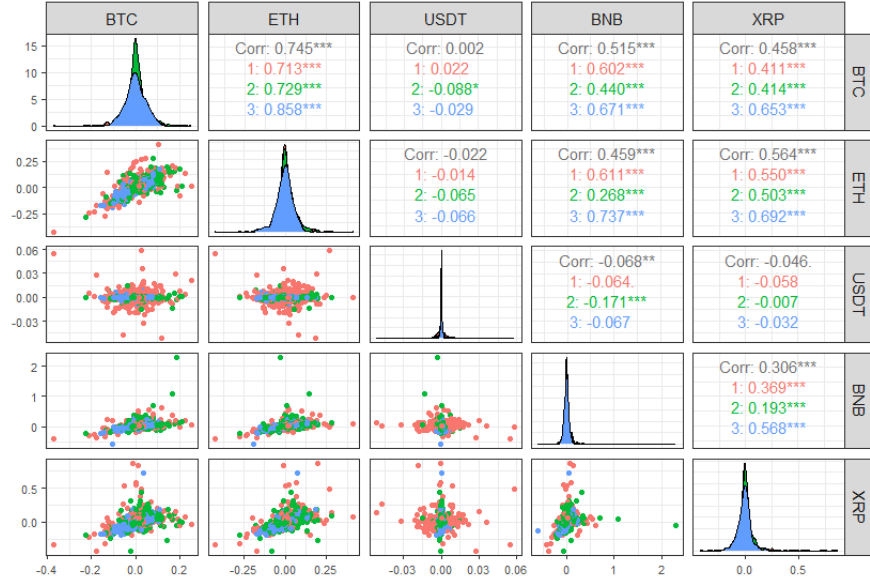 BTC ETH USDT BNB XRP
15
10
5
0
Corr: 0.745***
1: 0.713***
2: 0.729***
3: 0.858***
Corr: 0.002
1: 0.022
2: -0.088*
3: -0.029
Corr: 0.515***
1: 0.602***
2: 0.440***
3: 0.671***
Corr: 0.458***
1: 0.411***
2: 0.414***
3: 0.653***
BTC
0.25
0.00
-0.25
Corr: -0.022
1: -0.014
2: -0.065
3: -0.066
Corr: 0.459***
1: 0.611***
2: 0.268***
3: 0.737***
Corr: 0.564***
1: 0.550***
2: 0.503***
3: 0.692***
ETH
0.06
0.03
0.00
-0.03
Corr: -0.068**
1: -0.064.
2: -0.171***
3: -0.067
Corr: -0.046.
1: -0.058
2: -0.007
3: -0.032
USDT
2
1
0
Corr: 0.306***
1: 0.369***
2: 0.193***
3: 0.568***
BNB
0.5
0.0
XRP
-0.4 -0.2 0.0 0.2
-0.25 0.00 0.25
-0.03 0.00 0.03 0.06
0 1 2
0.0 0.5